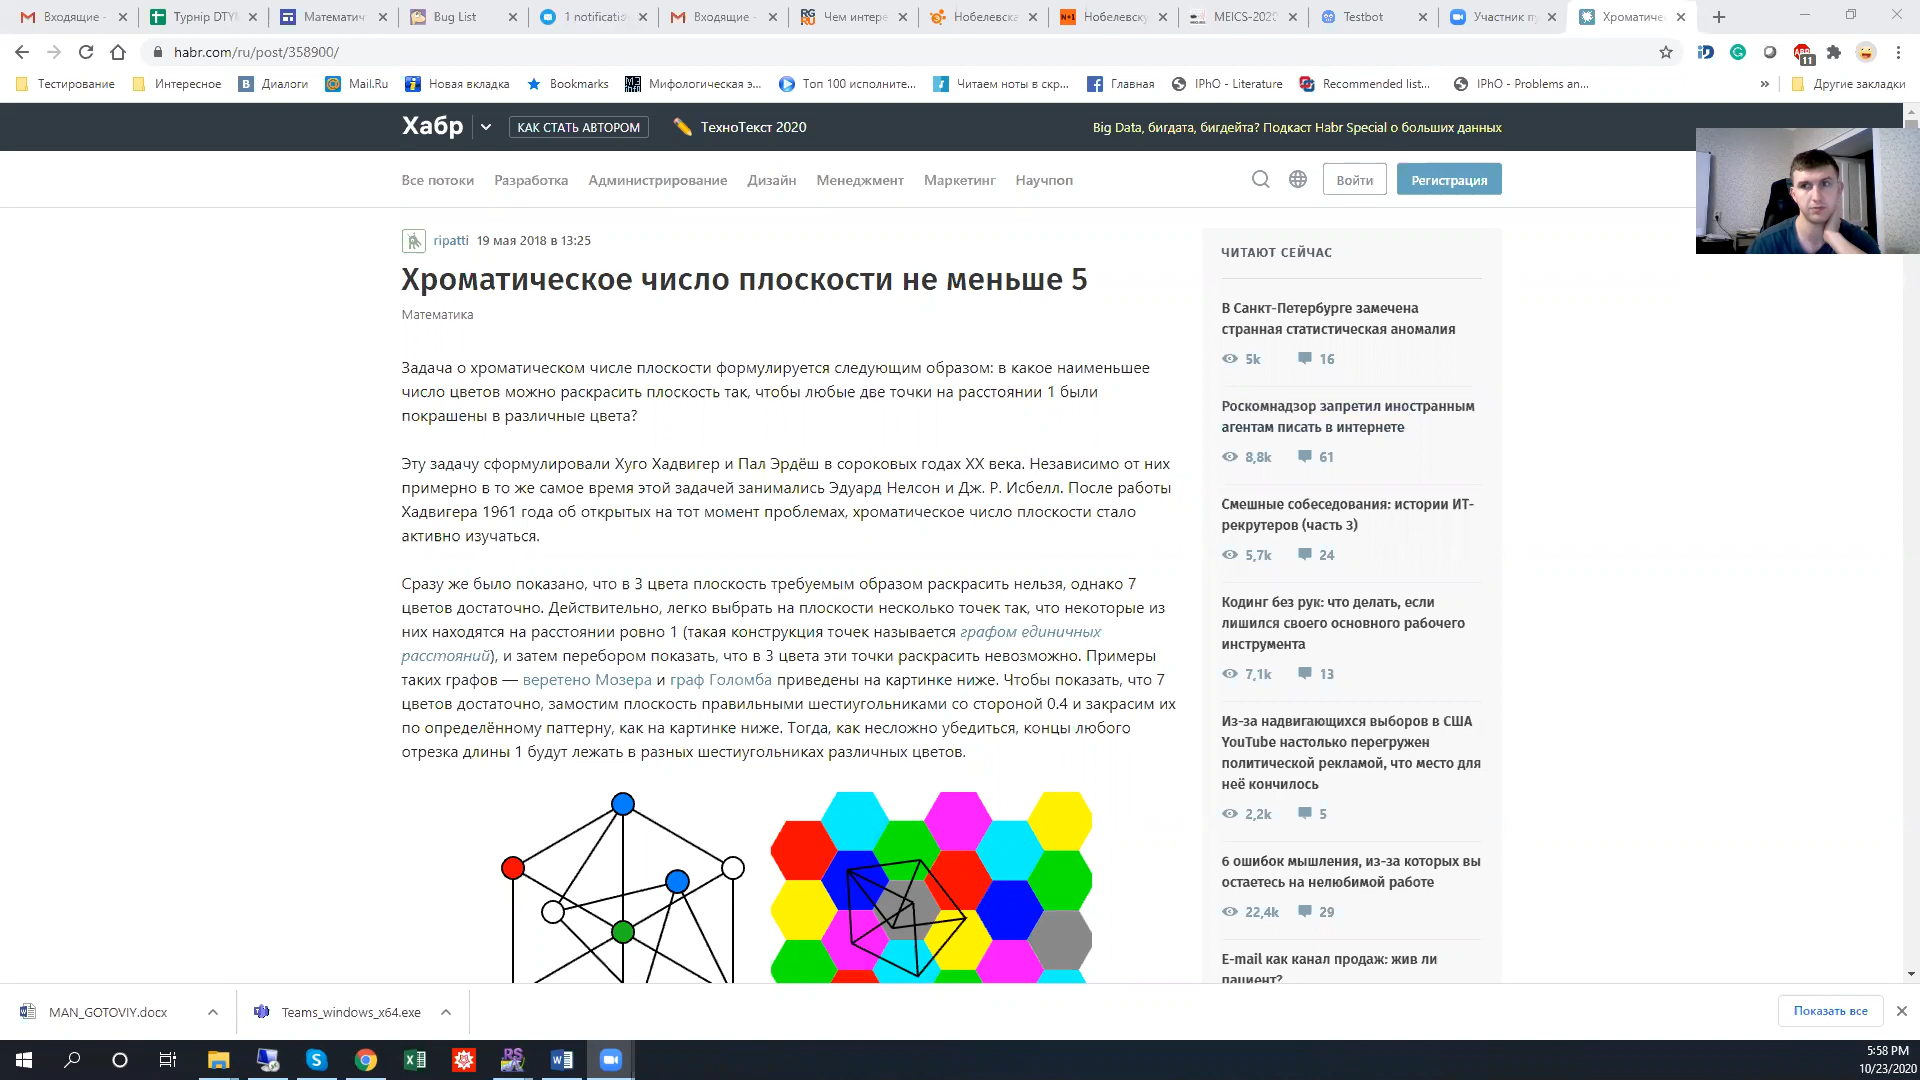 Входящие -
Турнір DTY
Математич
Bug List
1 notificatio
Входящие -
Чем интере
Нобелевска
Нобелевску
MEICS-202
Testbot
Участник п
Хроматиче
habr.com/ru/post/358900/
11
Тестирование
Интересное
Диалоги
Mail.Ru
Новая вкладка
Bookmarks
Мифологическая э...
Топ 100 исполните...
Читаем ноты в скр...
Главная
IPhO - Literature
Recommended list...
IPhO - Problems an...
»
Другие закладки
Хабр
КАК СТАТЬ АВТОРОМ
ТехноТекст 2020
Big Data, бигдата, бигдейта? Подкаст Habr Special о больших данных
Все потоки Разработка Администрирование Дизайн Менеджмент Маркетинг Научпоп
Войти
Регистрация
ripatti 19 мая 2018 в 13:25
Хроматическое число плоскости не меньше 5
Математика
Задача о хроматическом числе плоскости формулируется следующим образом: в какое наименьшее
число цветов можно раскрасить плоскость так, чтобы любые две точки на расстоянии 1 были
покрашены в различные цвета?
Эту задачу сформулировали Хуго Хадвигер и Пал Эрдёш в сороковых годах XX века. Независимо от них
примерно в то же самое время этой задачей занимались Эдуард Нелсон и Дж. Р. Исбелл. После работы
Хадвигера 1961 года об открытых на тот момент проблемах, хроматическое число плоскости стало
активно изучаться.
Сразу же было показано, что в 3 цвета плоскость требуемым образом раскрасить нельзя, однако 7
цветов достаточно. Действительно, легко выбрать на плоскости несколько точек так, что некоторые из
них находятся на расстоянии ровно 1 (такая конструкция точек называется графом единичных
расстояний), и затем перебором показать, что в 3 цвета эти точки раскрасить невозможно. Примеры
таких графов — веретено Мозера и граф Голомба приведены на картинке ниже. Чтобы показать, что 7
цветов достаточно, замостим плоскость правильными шестиугольниками со стороной 0.4 и закрасим их
по определённому паттерну, как на картинке ниже. Тогда, как несложно убедиться, концы любого
отрезка длины 1 будут лежать в разных шестиугольниках различных цветов.
ЧИТАЮТ СЕЙЧАС
В Санкт-Петербурге замечена
странная статистическая аномалия
5k 16
Роскомнадзор запретил иностранным
агентам писать в интернете
8,8k 61
Смешные собеседования: истории ИТ-
рекрутеров (часть 3)
5,7k 24
Кодинг без рук: что делать, если
лишился своего основного рабочего
инструмента
7,1k 13
Из-за надвигающихся выборов в США
YouTube настолько перегружен
политической рекламой, что место для
неё кончилось
2,2k 5
6 ошибок мышления, из-за которых вы
остаетесь на нелюбимой работе
22,4k 29
E-mail как канал продаж: жив ли
пациент?
MAN_GOTOVIY.docx
Teams_windows_x64.exe
Показать все
5:58 PM
10/23/2020